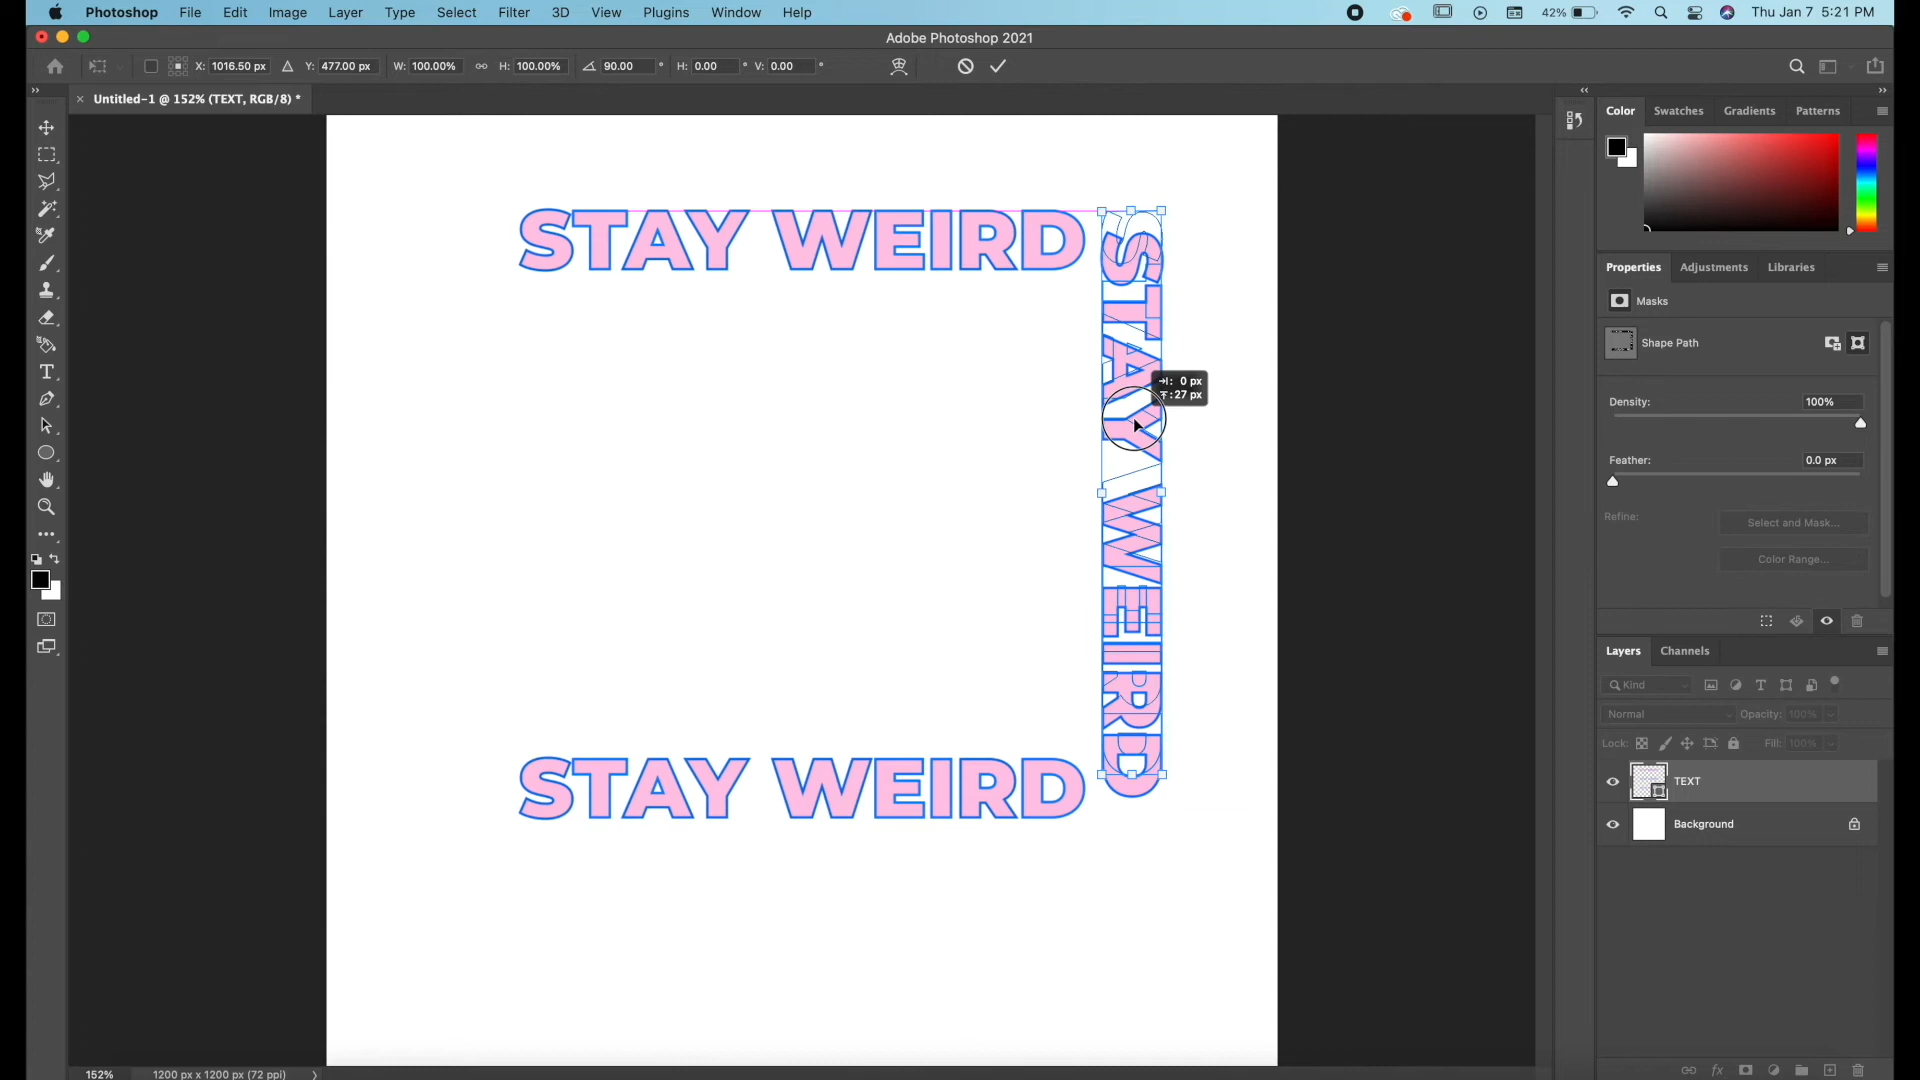 Photoshop File Edit Image Layer Type Select Filter 3D View Plugins Window Help 42% Thu Jan 7 5:21 PM
Adobe Photoshop 2021
X: 1016.50 px Y: 477.00 px W: 100.00% H: 100.00% 90.00 ° H: 0.00 ° V: 0.00 °
× Untitled-1 @ 152% (TEXT, RGB/8) *
Color Swatches Gradients Patterns
STAY WEIRD
STAY WEIRD
0 px
27 px
STAY WEIRD
Properties Adjustments Libraries
Masks
Shape Path
Density: 100%
Feather: 0.0 px
Refine: Select and Mask...
Color Range...
Layers Channels
Kind
Normal Opacity: 100%
Lock: Fill: 100%
TEXT
Background
152% 1200 px x 1200 px (72 ppi)